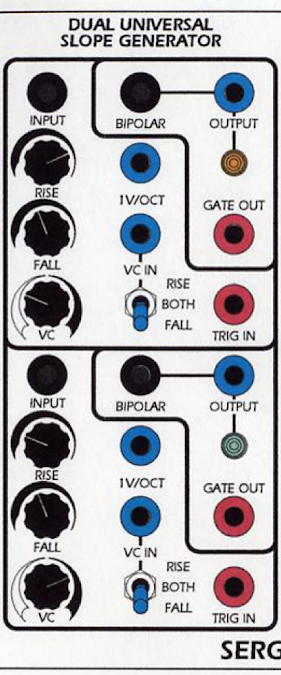 DUAL UNIVERSAL
SLOPE GENERATOR
INPUT
BIPOLAR
OUTPUT
RISE
1V/OCT
GATE OUT
FALL
VC IN
RISE
BOTH
FALL
VC
TRIG IN
INPUT
BIPOLAR
OUTPUT
RISE
1V/OCT
GATE OUT
FALL
VC IN
RISE
BOTH
FALL
VC
TRIG IN
SERG